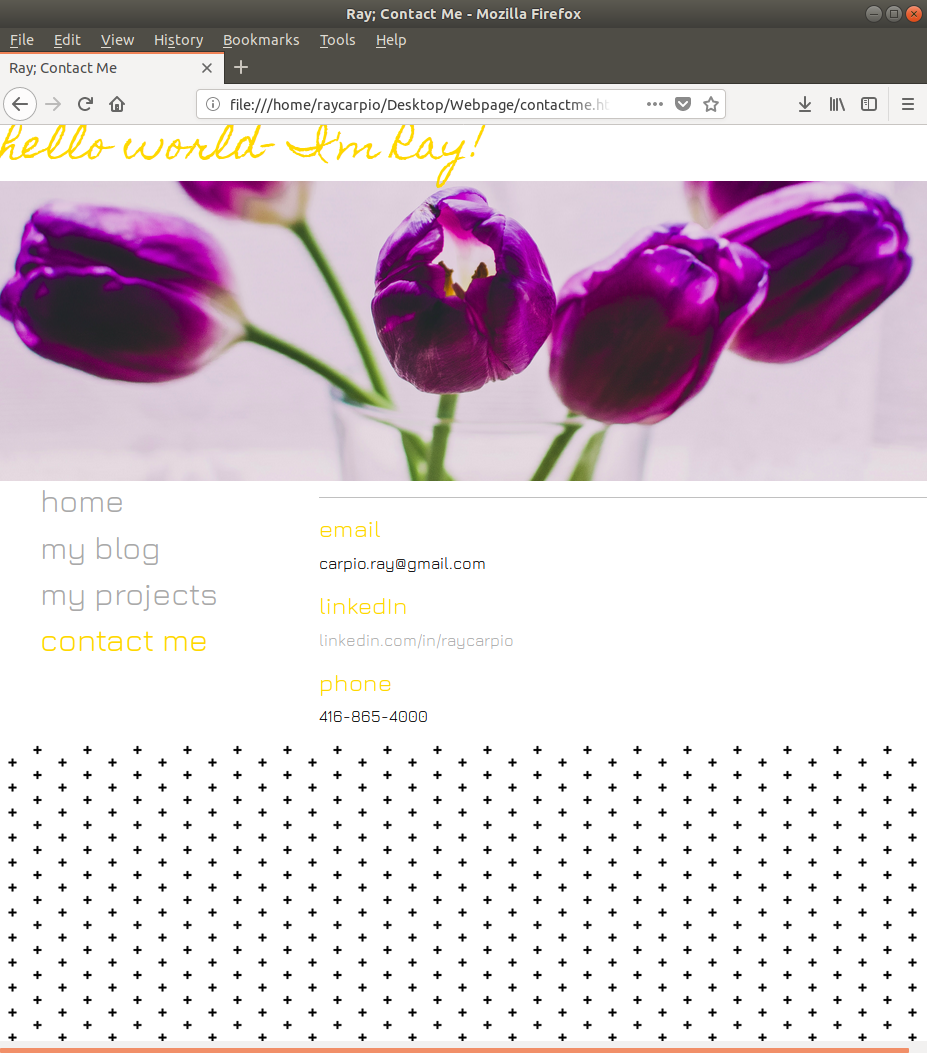 Ray; Contact Me - Mozilla Firefox
File Edit View History Bookmarks Tools Help
Ray; Contact Me
file:///home/raycarpio/Desktop/Webpage/contactme.ht
hello world- I'm Ray!
home
my blog
my projects
contact me
email
carpio.ray@gmail.com
linkedIn
linkedin.com/in/raycarpio
phone
416-865-4000